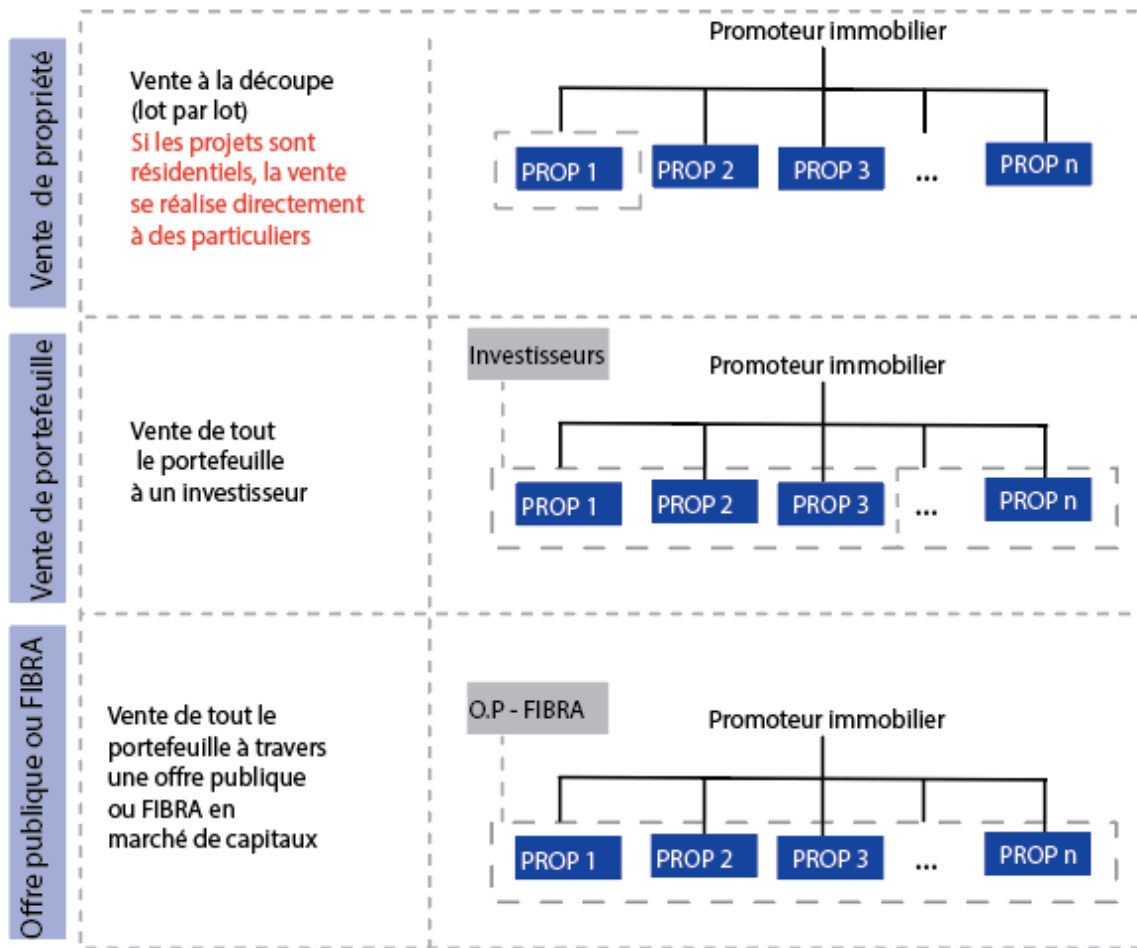 Vente de propriété
Vente à la découpe
(lot par lot)
Si les projets sont
résidentiels, la vente
se réalise directement
à des particuliers
Promoteur immobilier
PROP 1
PROP 2
PROP 3
...
PROP n
Vente de portefeuille
Vente de tout
le portefeuille
à un investisseur
Investisseurs
Promoteur immobilier
PROP 1
PROP 2
PROP 3
...
PROP n
Offre publique ou FIBRA
Vente de tout le
portefeuille à travers
une offre publique
ou FIBRA en
marché de capitaux
O.P - FIBRA
Promoteur immobilier
PROP 1
PROP 2
PROP 3
...
PROP n